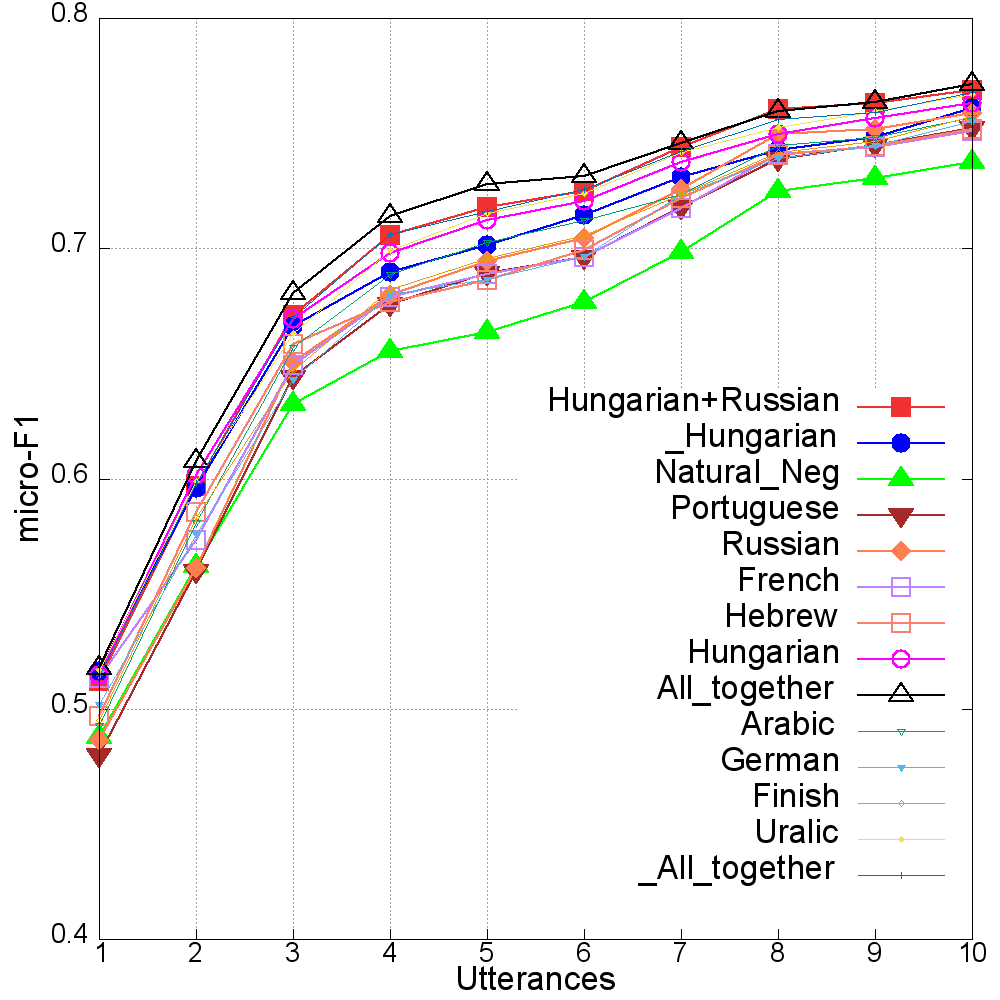 0.8
0.7
0.6
0.5
0.4
micro-F1
Hungarian+Russian
_Hungarian
Natural_Neg
Portuguese
Russian
French
Hebrew
Hungarian
All_together
Arabic
German
Finish
Uralic
_All_together
1 2 3 4 5 6 7 8 9 10
Utterances